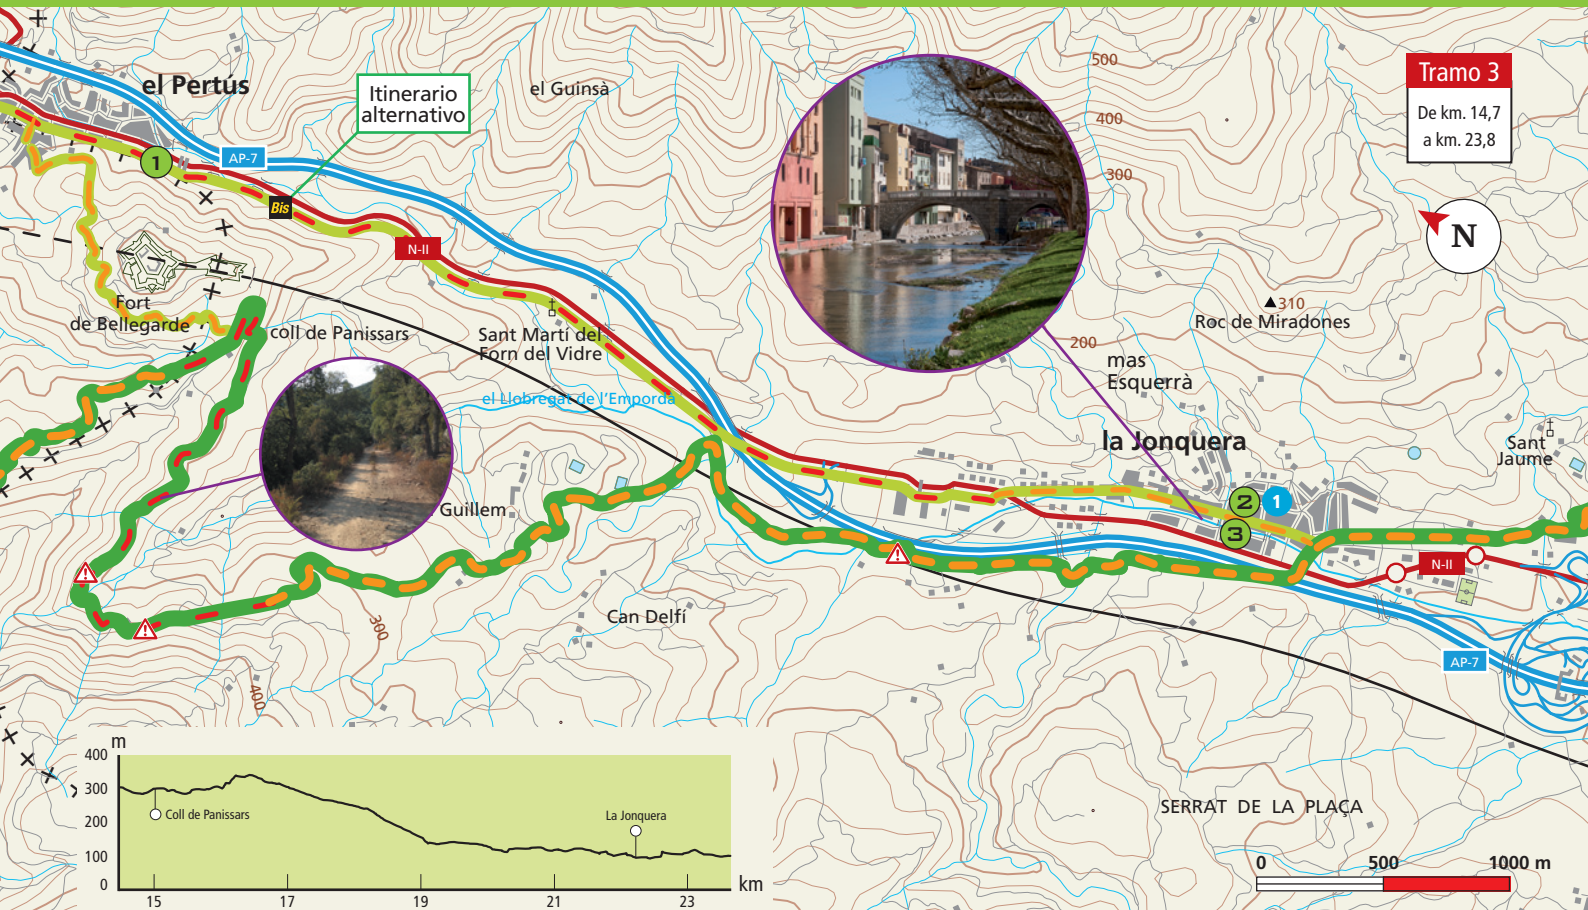 el Pertús
Itinerario
alternativo
el Guinsà
500
400
300
200
Tramo 3
De km. 14,7
a km. 23,8
N
AP-7
1
Bis
N-II
Fort
de Bellegarde
coll de Panissars
Sant Martí del
Forn del Vidre
el Llobregat de l'Emporda
310
Roc de Miradones
mas
Esquerrà
la Jonquera
Sant
Jaume
2
1
3
Guillem
N-II
Can Delfí
300
400
AP-7
SERRAT DE LA PLAÇA
0 500 1000 m
m
400
300
200
100
0
Coll de Panissars
La Jonquera
15 17 19 21 23
km